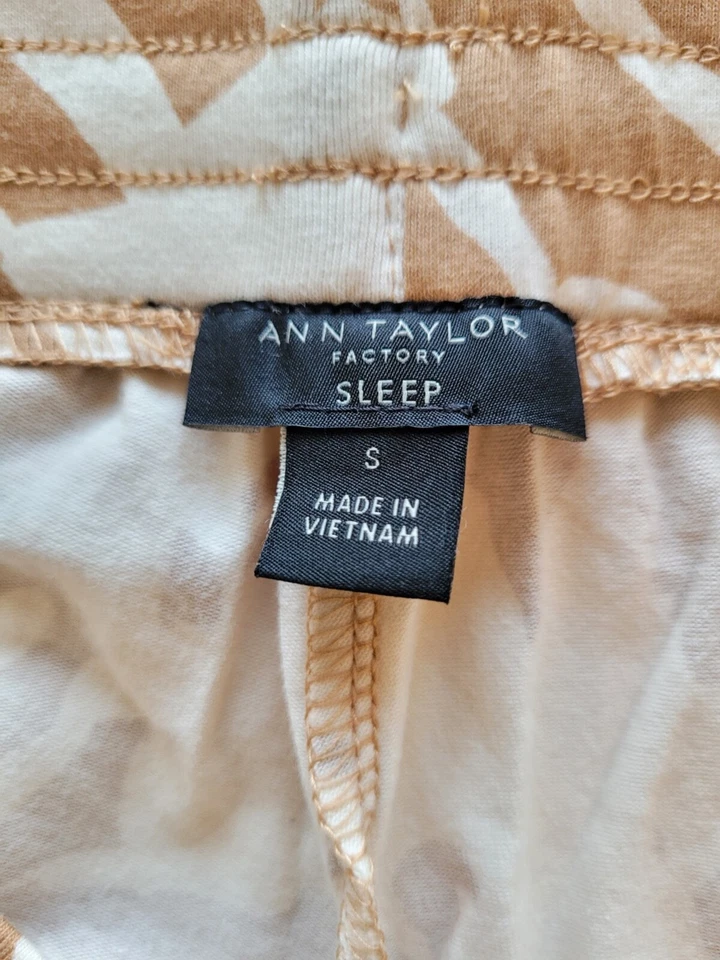 ANN TAYLOR
FACTORY
SLEEP
S
MADE IN
VIETNAM